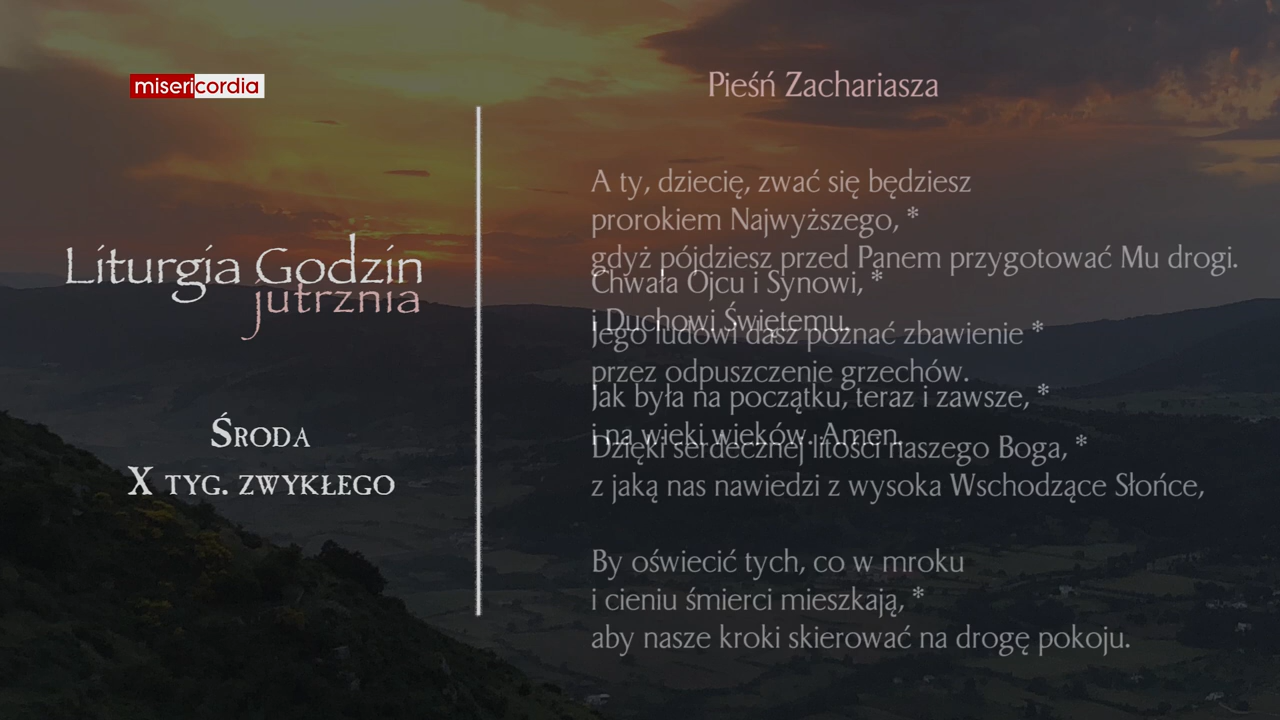 misericordia
Liturgia Godzin
jutrznia
Środa
X tyg. zwykłego
Pieśń Zachariasza
A ty, dziecię, zwać się będziesz
prorokiem Najwyższego, *
gdyż pójdziesz przed Panem przygotować Mu drogi.
Chwała Ojcu i Synowi, *
i Duchowi Świętemu.
Jego ludowi dasz poznać zbawienie *
przez odpuszczenie grzechów.
Jak była na początku, teraz i zawsze, *
i na wieki wieków. Amen.
Dzięki serdecznej litości naszego Boga, *
z jaką nas nawiedzi z wysoka Wschodzące Słońce,
By oświecić tych, co w mroku
i cieniu śmierci mieszkają, *
aby nasze kroki skierować na drogę pokoju.